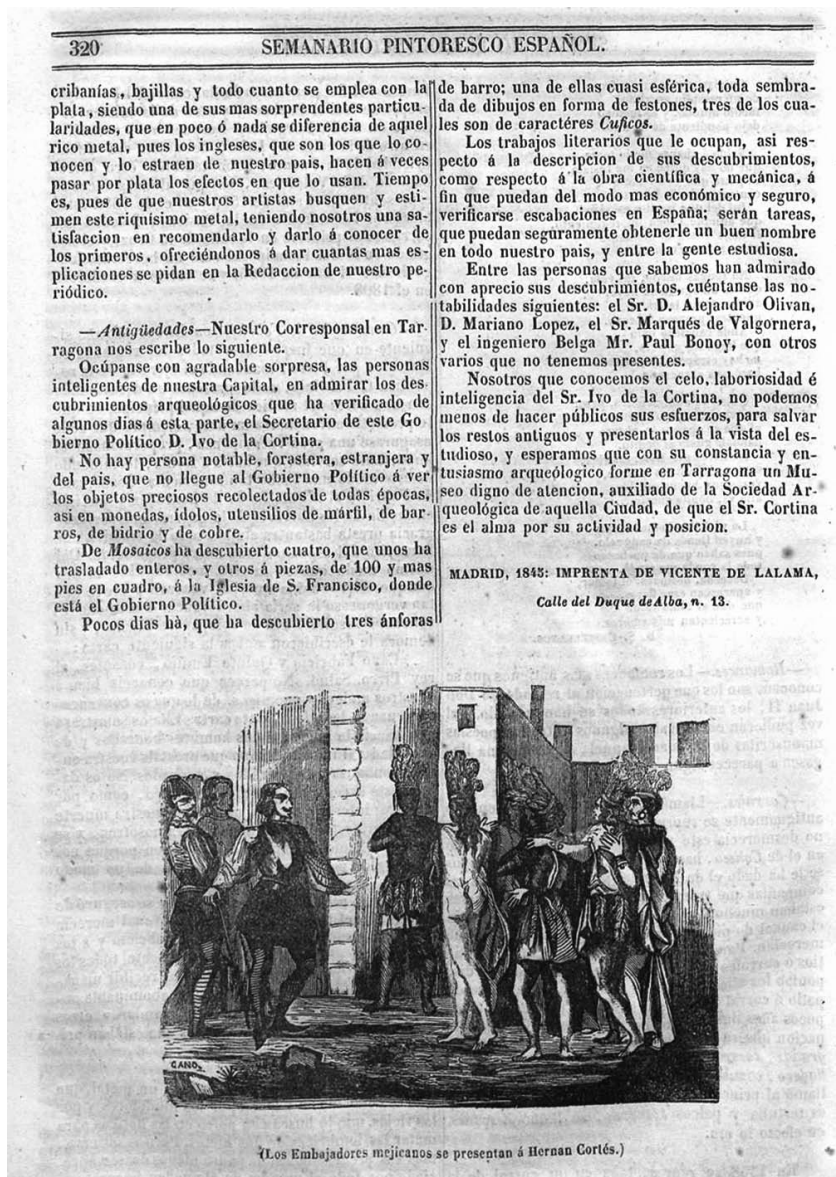 320 SEMANARIO PINTORESCO ESPAÑOL.
cribanías, bajillas y todo cuanto se emplea con la
plata, siendo una de sus mas sorprendentes particu-
laridades, que en poco ó nada se diferencia de aquel
rico metal, pues los ingleses, que son los que lo co-
nocen y lo estraen de nuestro pais, hacen á veces
pasar por plata los efectos en que lo usan. Tiempo
es, pues de que nuestros artistas busquen y esti-
men este riquísimo metal, teniendo nosotros una sa-
tisfaccion en recomendarlo y darlo á conocer de
los primeros, ofreciéndonos á dar cuantas mas es-
plicaciones se pidan en la Redaccion de nuestro pe-
riódico.
—Antigüedades—Nuestro Corresponsal en Tar-
ragona nos escribe lo siguiente.
Ocúpanse con agradable sorpresa, las personas
inteligentes de nuestra Capital, en admirar los des-
cubrimientos arqueológicos que ha verificado de
algunos dias á esta parte, el Secretario de este Go
bierno Político D. Ivo de la Cortina.
No hay persona notable, forastera, estranjera y
del pais, que no llegue al Gobierno Político á ver
los objetos preciosos recolectados de todas épocas,
asi en monedas, ídolos, utensilios de márfil, de bar-
ros, de bidrio y de cobre.
De Mosaicos ha descubierto cuatro, que unos ha
trasladado enteros, y otros á piezas, de 100 y mas
pies en cuadro, á la Iglesia de S. Francisco, donde
está el Gobierno Político.
Pocos dias hà, que ha descubierto tres ánforas
de barro; una de ellas cuasi esférica, toda sembra-
da de dibujos en forma de festones, tres de los cua-
les son de caractéres Cuficos.
Los trabajos literarios que le ocupan, asi res-
pecto á la descripcion de sus descubrimientos,
como respecto á la obra científica y mecánica, á
fin que puedan del modo mas económico y seguro,
verificarse escabaciones en España; serán tareas,
que puedan seguramente obtenerle un buen nombre
en todo nuestro pais, y entre la gente estudiosa.
Entre las personas que sabemos han admirado
con aprecio sus descubrimientos, cuéntanse las no-
tabilidades siguientes: el Sr. D. Alejandro Olivan,
D. Mariano Lopez, el Sr. Marqués de Valgornera,
y el ingeniero Belga Mr. Paul Bonoy, con otros
varios que no tenemos presentes.
Nosotros que conocemos el celo, laboriosidad é
inteligencia del Sr. Ivo de la Cortina, no podemos
menos de hacer públicos sus esfuerzos, para salvar
los restos antiguos y presentarlos á la vista del es-
tudioso, y esperamos que con su constancia y en-
tusiasmo arqueólogico forme en Tarragona un Mu-
seo digno de atencion, auxiliado de la Sociedad Ar-
queológica de aquella Ciudad, de que el Sr. Cortina
es el alma por su actividad y posicion.
MADRID, 1845: IMPRENTA DE VICENTE DE LALAMA,
Calle del Duque de Alba, n. 13.
CANO.
(Los Embajadores mejicanos se presentan á Hernan Cortés.)